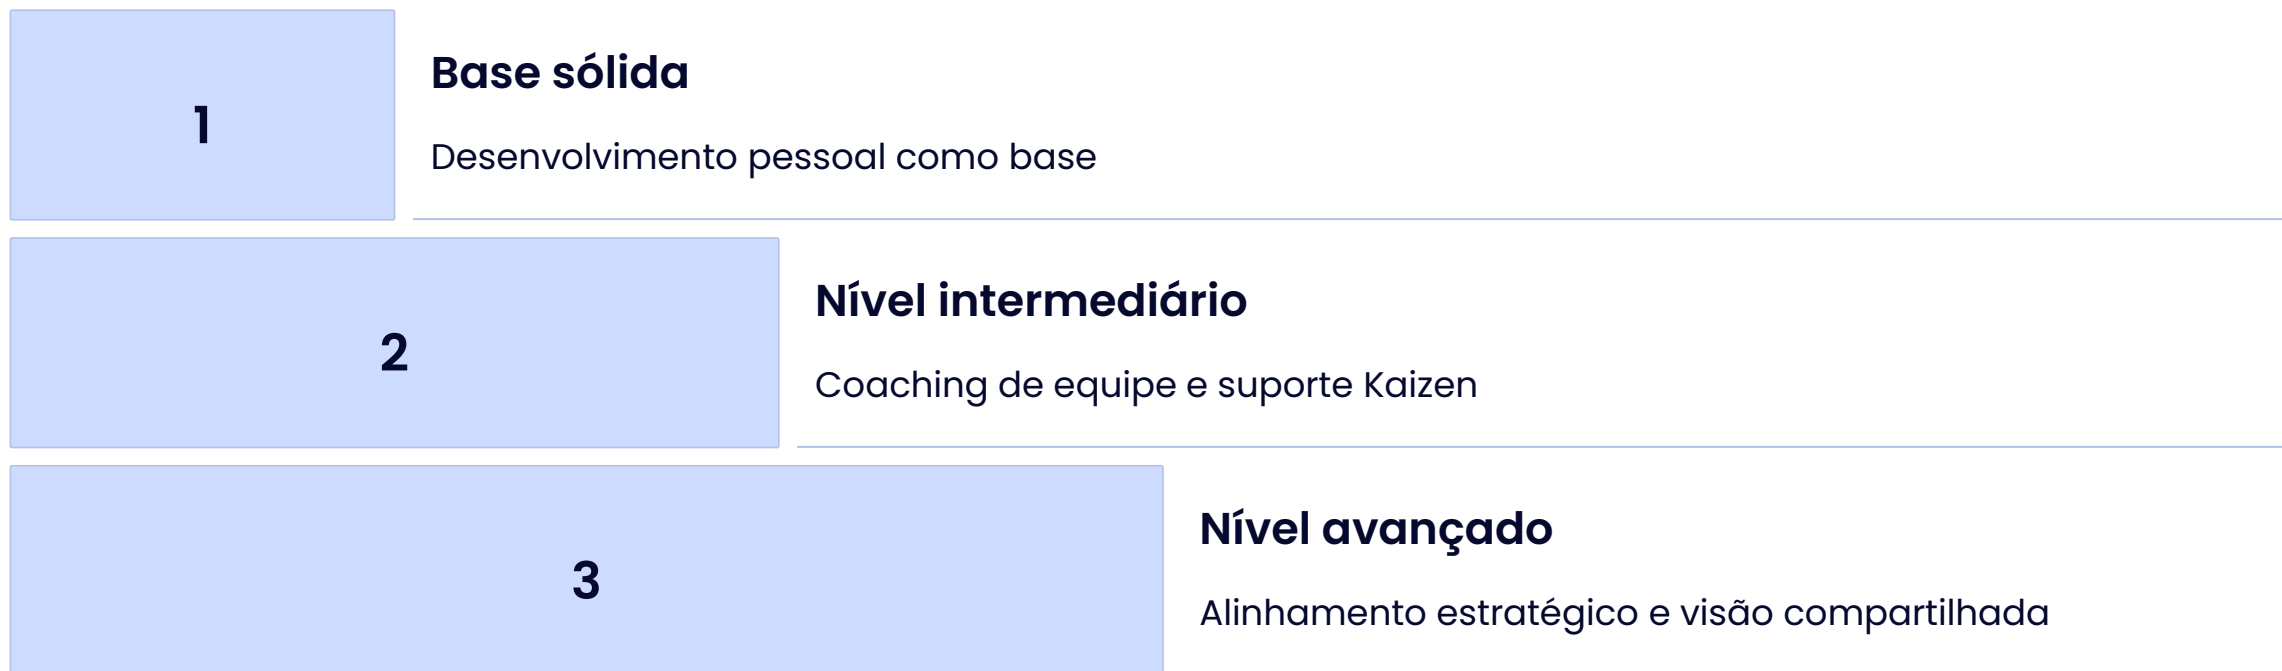 1
Base sólida
Desenvolvimento pessoal como base
2
Nível intermediário
Coaching de equipe e suporte Kaizen
3
Nível avançado
Alinhamento estratégico e visão compartilhada